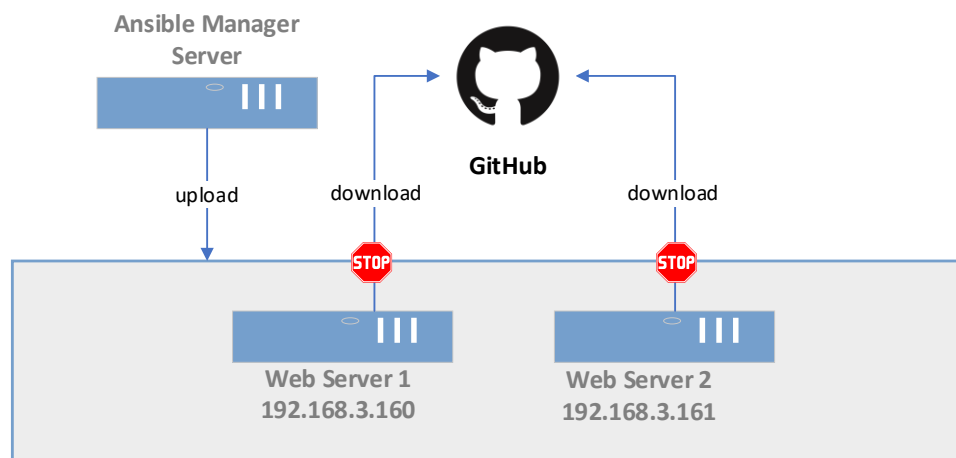 Ansible Manager
Server
GitHub
upload
download
download
STOP
STOP
Web Server 1
192.168.3.160
Web Server 2
192.168.3.161